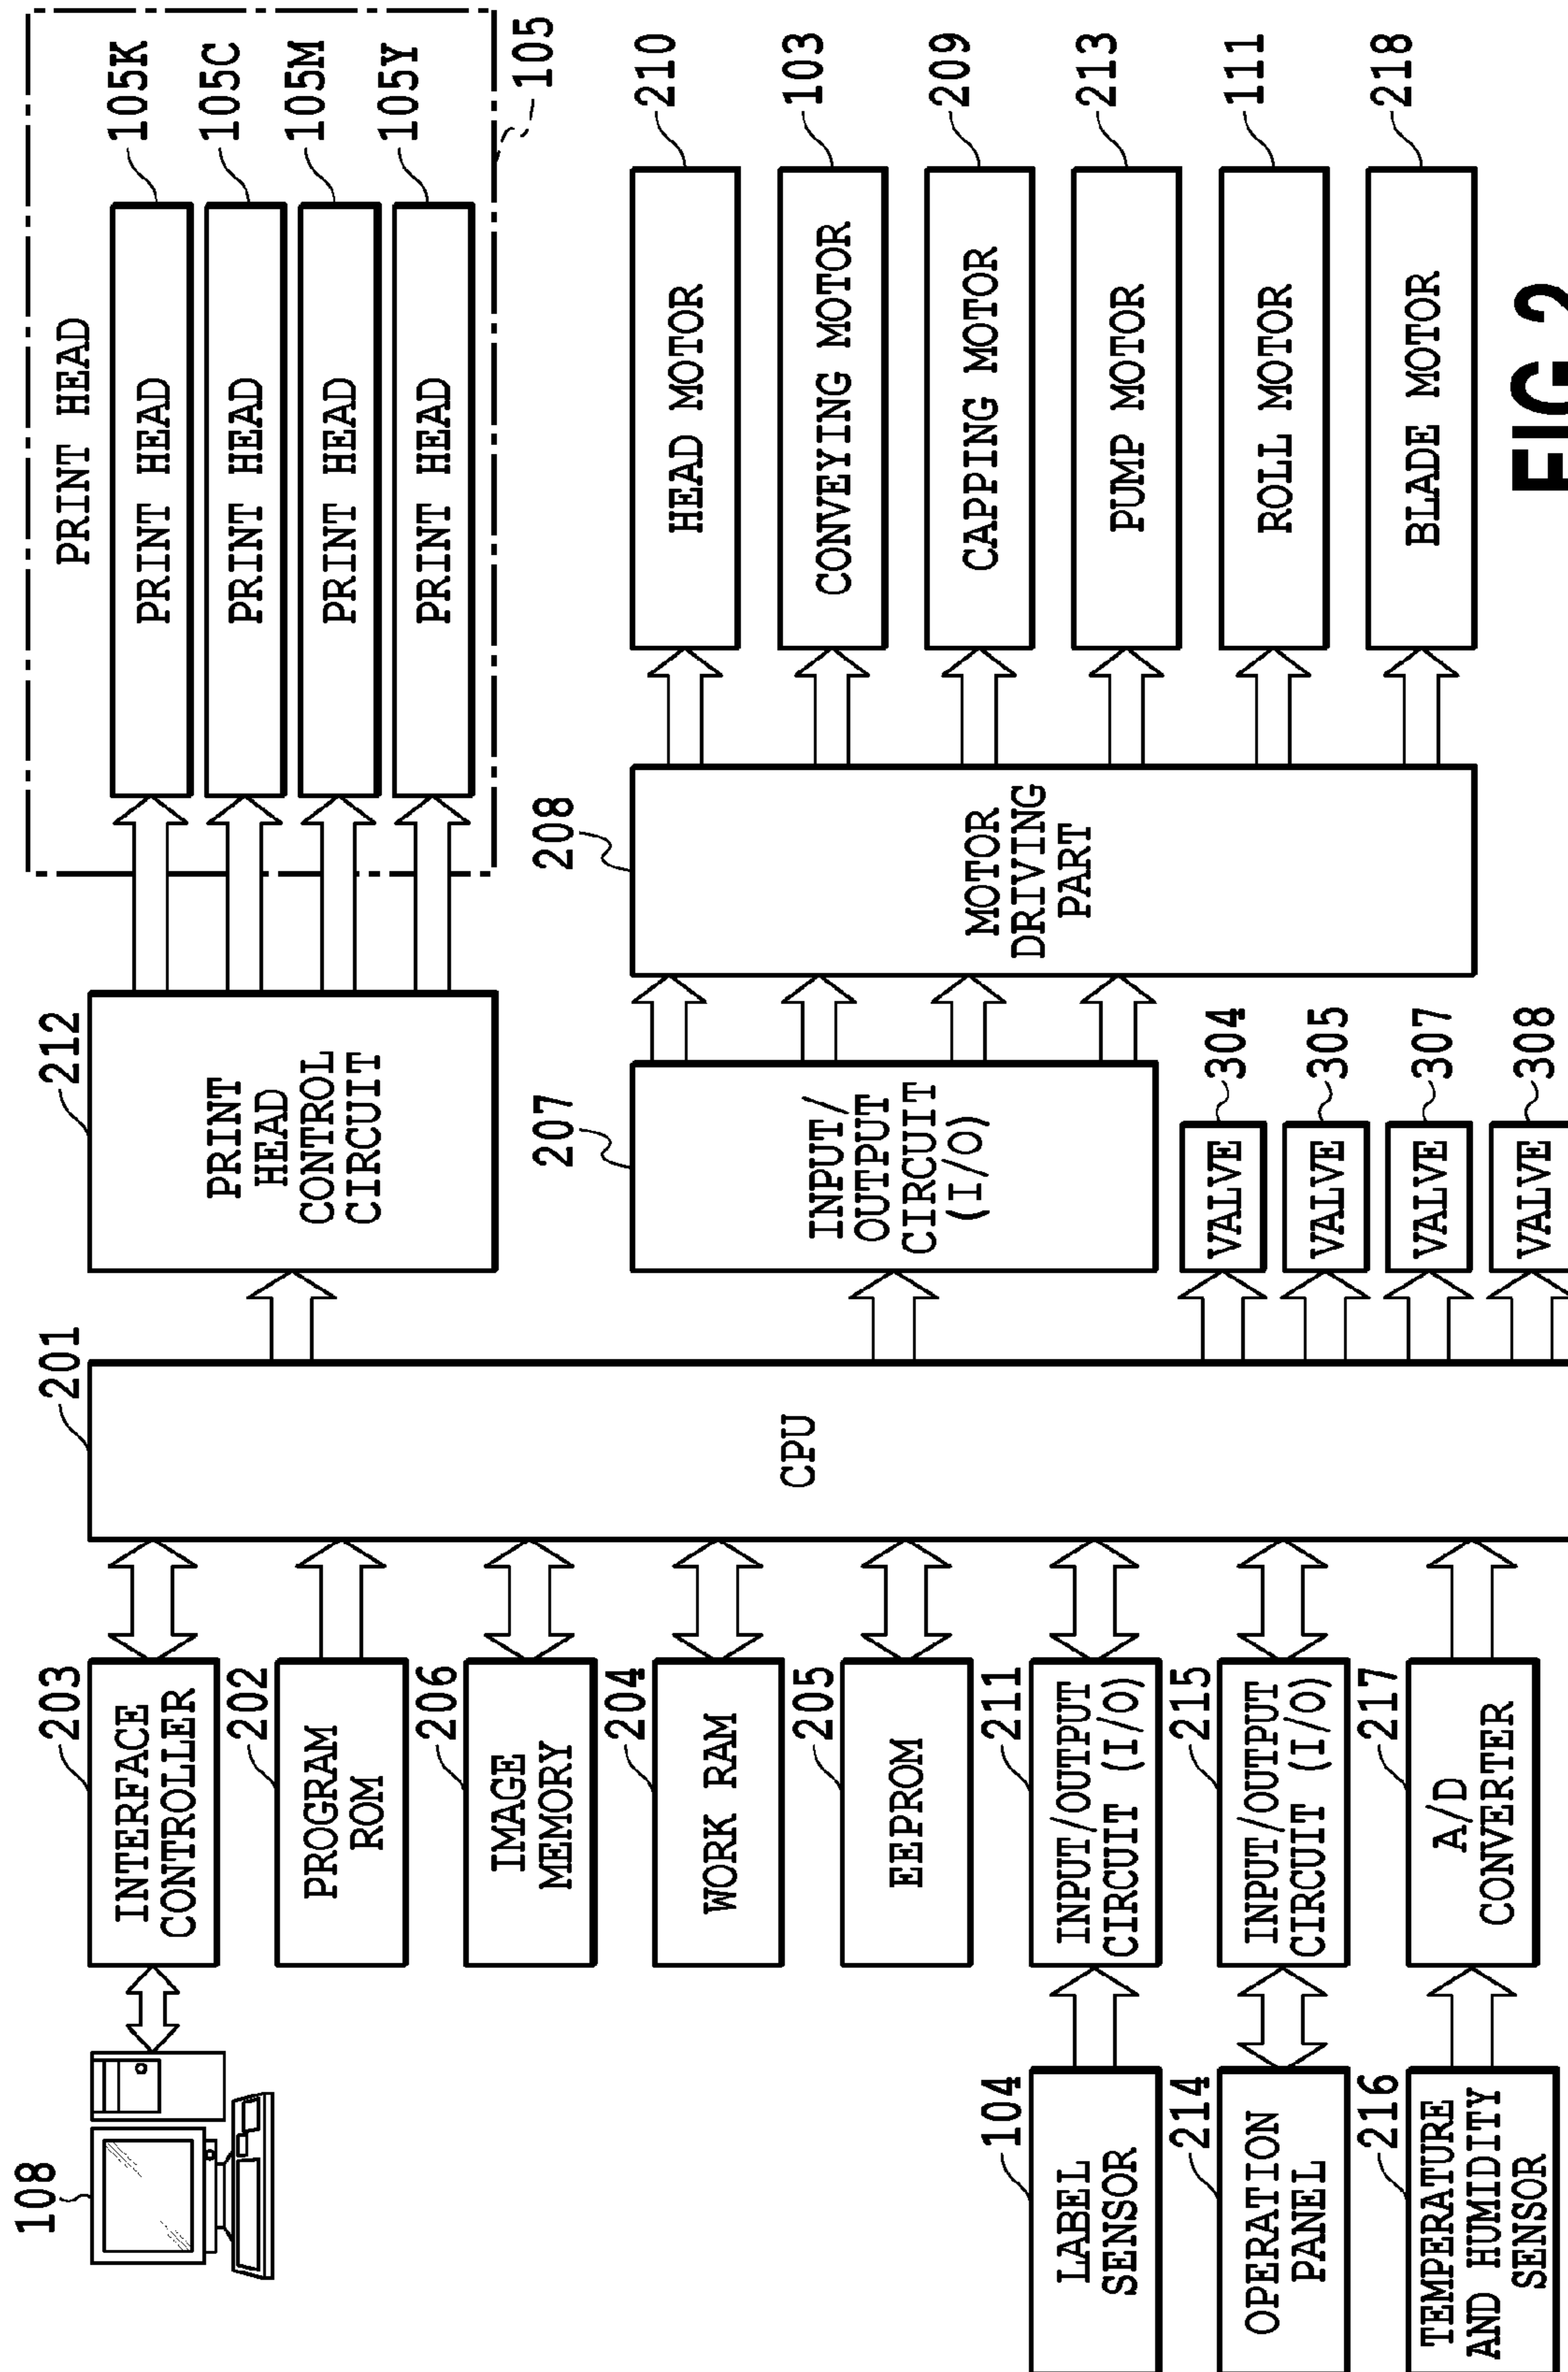 108
203
INTERFACE
CONTROLLER
202
PROGRAM
ROM
206
IMAGE
MEMORY
204
WORK RAM
205
EEPROM
104
LABEL
SENSOR
211
INPUT/OUTPUT
CIRCUIT (I/O)
214
OPERATION
PANEL
215
INPUT/OUTPUT
CIRCUIT (I/O)
216
TEMPERATURE
AND HUMIDITY
SENSOR
217
A/D
CONVERTER
201
CPU
212
PRINT
HEAD
CONTROL
CIRCUIT
PRINT HEAD
PRINT HEAD
105K
PRINT HEAD
105C
PRINT HEAD
105M
PRINT HEAD
105Y
105
207
INPUT/
OUTPUT
CIRCUIT
(I/O)
208
MOTOR
DRIVING
PART
HEAD MOTOR
210
CONVEYING MOTOR
103
CAPPING MOTOR
209
PUMP MOTOR
213
ROLL MOTOR
111
BLADE MOTOR
218
VALVE
304
VALVE
305
VALVE
307
VALVE
308
FIG.2